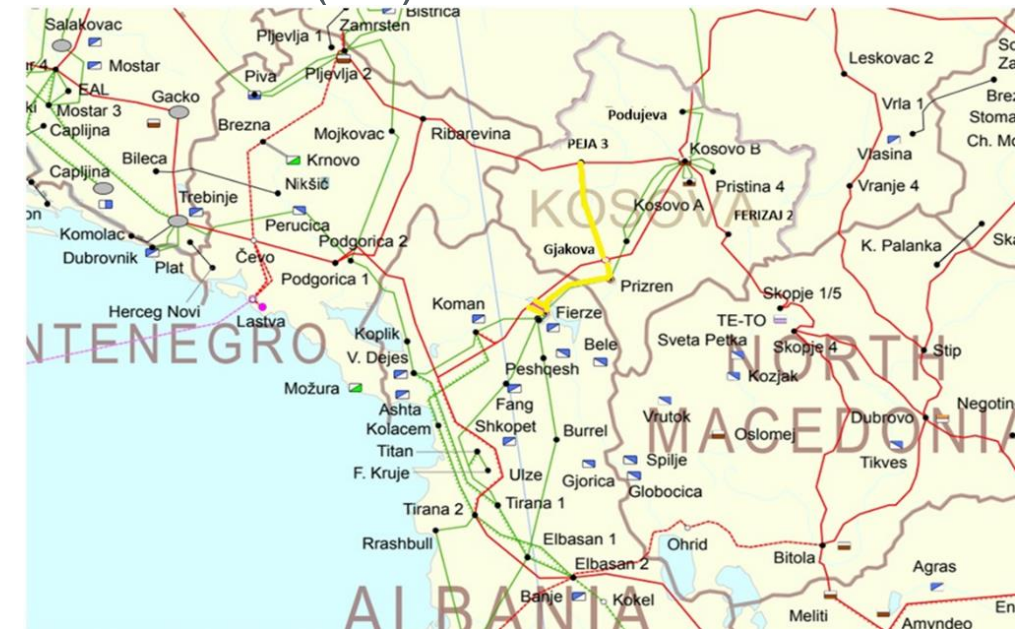 Salakovac
Mostar
EAL
Mostar 3
Caplijna
Capljina
Gacko
Bileca
Trebinje
Komolac
Dubrovnik
Plat
Herceg Novi
Pljevlja 1
Zamrsten
Bistrica
Pljevlja 2
Piva
Brezna
Mojkovac
Ribarevina
Krnovo
Nikšić
Perucica
Podgorica 2
Čevo
Podgorica 1
Lastva
NTENEGRO
Možura
Podujeva
PEJA 3
Kosovo B
KOSOVA
Pristina 4
Kosovo A
FERIZAJ 2
Gjakova
Prizren
Koman
Fierze
Koplik
V. Dejes
Bele
Peshqesh
Ashta
Kolacem
Fang
Shkopet
Burrel
Titan
F. Kruje
Ulze
Gjorica
Tirana 2
Tirana 1
Rrashbull
Elbasan 1
Elbasan 2
Banje
Kokel
ALBANIA
Leskovac 2
Vrla 1
Vlasina
Vranje 4
K. Palanka
Stoma
Ch. Mo
Skopje 1/5
TE-TO
Skopje 4
Sveta Petka
Kozjak
Stip
NORTH
MACEDONIA
Vrutok
Oslomej
Dubrovo
Negotin
Tikves
Spilje
Globocica
Ohrid
Bitola
Agras
Meliti
Amyndeo